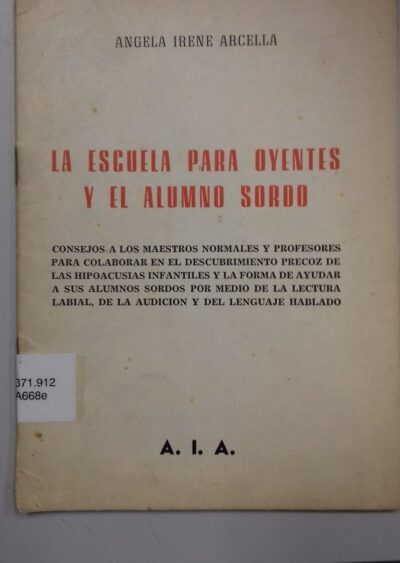 ANGELA IRENE ARCELLA
LA ESCUELA PARA OYENTES
Y EL ALUMNO SORDO
CONSEJOS A LOS MAESTROS NORMALES Y PROFESORES
PARA COLABORAR EN EL DESCUBRIMIENTO PRECOZ DE
LAS HIPOACUSIAS INFANTILES Y LA FORMA DE AYUDAR
A SUS ALUMNOS SORDOS POR MEDIO DE LA LECTURA
LABIAL, DE LA AUDICION Y DEL LENGUAJE HABLADO
371.912
A668e
A. I. A.